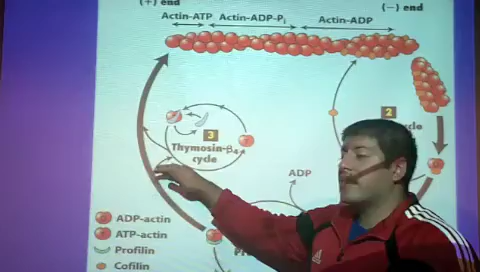 (+) end
(−) end
Actin-ATP Actin-ADP-Pi Actin-ADP
2
3
Thymosin-β4
cycle
ADP
ADP-actin
ATP-actin
Profilin
Cofilin